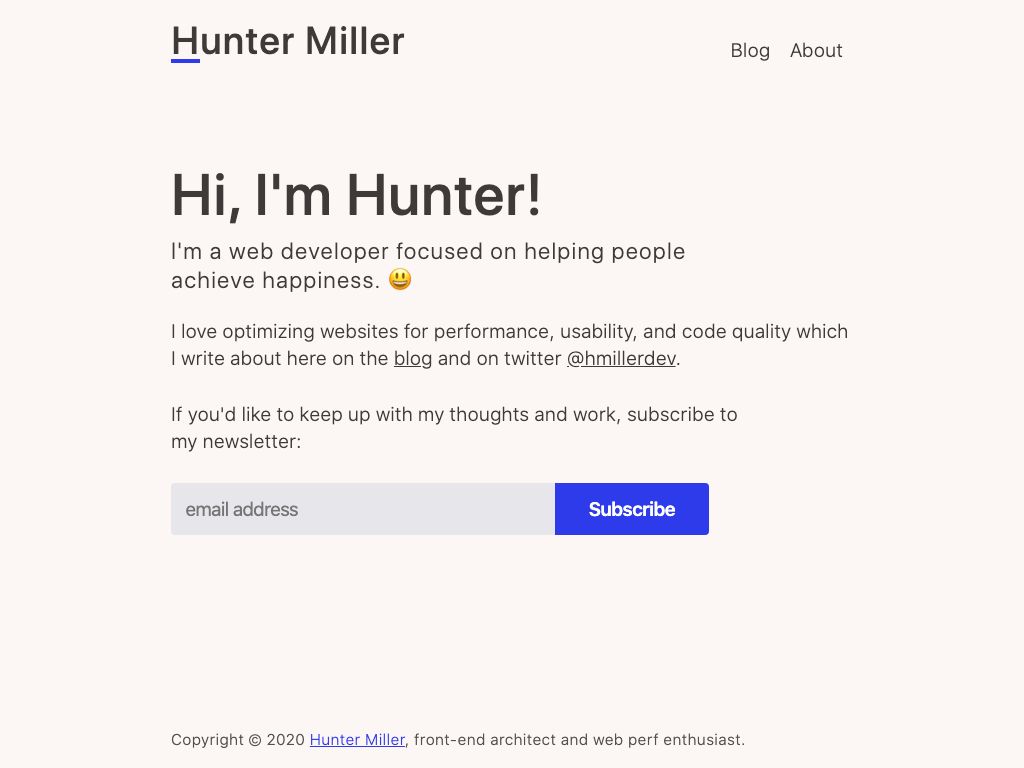 Hunter Miller
Blog About
Hi, I'm Hunter!
I'm a web developer focused on helping people
achieve happiness. 😃
I love optimizing websites for performance, usability, and code quality which
I write about here on the blog and on twitter @hmillerdev.
If you'd like to keep up with my thoughts and work, subscribe to
my newsletter:
email address
Subscribe
Copyright © 2020 Hunter Miller, front-end architect and web perf enthusiast.